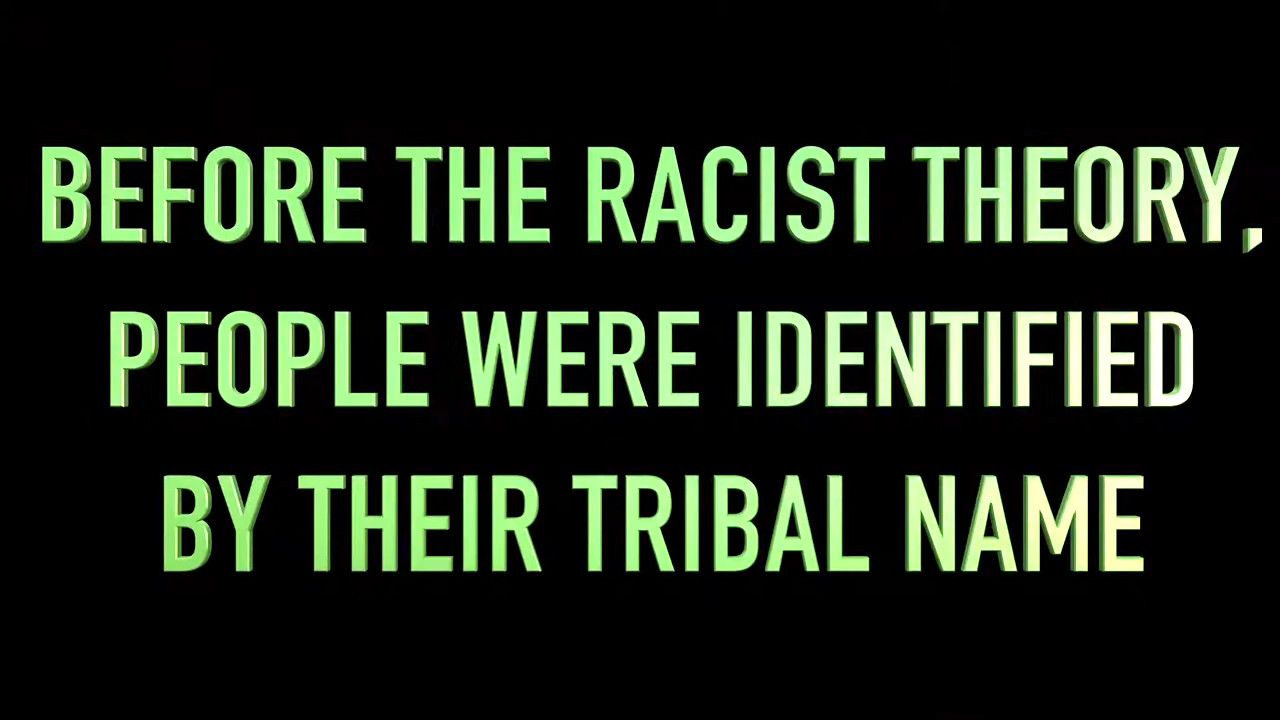 BEFORE THE RACIST THEORY,
PEOPLE WERE IDENTIFIED
BY THEIR TRIBAL NAME